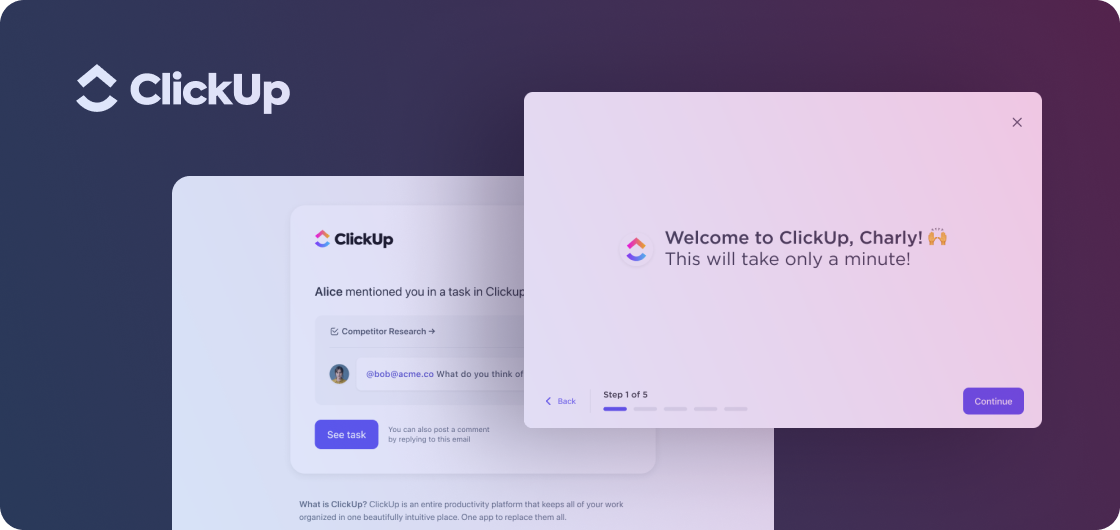 ClickUp
ClickUp
Alice mentioned you in a task in Clickup
Competitor Research →
@bob@acme.co What do you think of
See task
You can also post a comment
by replying to this email
What is ClickUp? ClickUp is an entire productivity platform that keeps all of your work
organized in one beautifully intuitive place. One app to replace them all.
Welcome to ClickUp, Charly! 🙌
This will take only a minute!
Back
Step 1 of 5
Continue